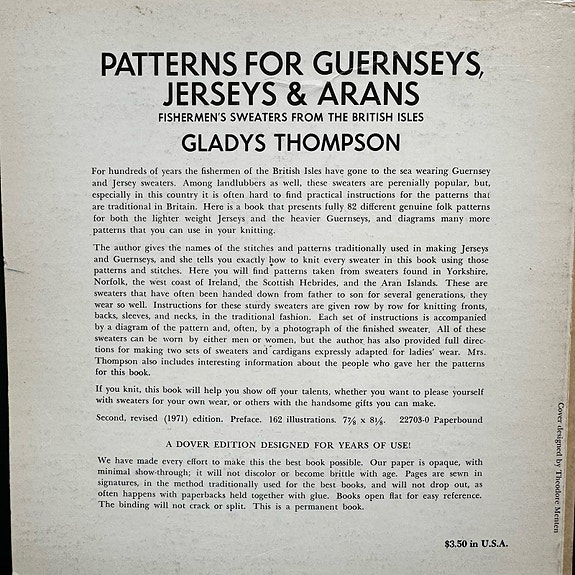 PATTERNS FOR GUERNSEYS,
JERSEYS & ARANS
FISHERMEN'S SWEATERS FROM THE BRITISH ISLES
GLADYS THOMPSON
For hundreds of years the fishermen of the British Isles have gone to the sea wearing Guernsey
and Jersey sweaters. Among landlubbers as well, these sweaters are perenially popular, but,
especially in this country it is often hard to find practical instructions for the patterns that
are traditional in Britain. Here is a book that presents fully 82 different genuine folk patterns
for both the lighter weight Jerseys and the heavier Guernseys, and diagrams many more
patterns that you can use in your knitting.
The author gives the names of the stitches and patterns traditionally used in making Jerseys
and Guernseys, and she tells you exactly how to knit every sweater in this book using those
patterns and stitches. Here you will find patterns taken from sweaters found in Yorkshire,
Norfolk, the west coast of Ireland, the Scottish Hebrides, and the Aran Islands. These are
sweaters that have often been handed down from father to son for several generations, they
wear so well. Instructions for these sturdy sweaters are given row by row for knitting fronts,
backs, sleeves, and necks, in the traditional fashion. Each set of instructions is accompanied
by a diagram of the pattern and, often, by a photograph of the finished sweater. All of these
sweaters can be worn by either men or women, but the author has also provided full direc-
tions for making two sets of sweaters and cardigans expressly adapted for ladies' wear. Mrs.
Thompson also includes interesting information about the people who gave her the patterns
for this book.
If you knit, this book will help you show off your talents, whether you want to please yourself
with sweaters for your own wear, or others with the handsome gifts you can make.
Second, revised (1971) edition. Preface. 162 illustrations. 7⅞ x 8⅛. 22703-0 Paperbound
A DOVER EDITION DESIGNED FOR YEARS OF USE!
We have made every effort to make this the best book possible. Our paper is opaque, with
minimal show-through; it will not discolor or become brittle with age. Pages are sewn in
signatures, in the method traditionally used for the best books, and will not drop out, as
often happens with paperbacks held together with glue. Books open flat for easy reference.
The binding will not crack or split. This is a permanent book.
$3.50 in U.S.A.
Cover designed by Theodore Menten